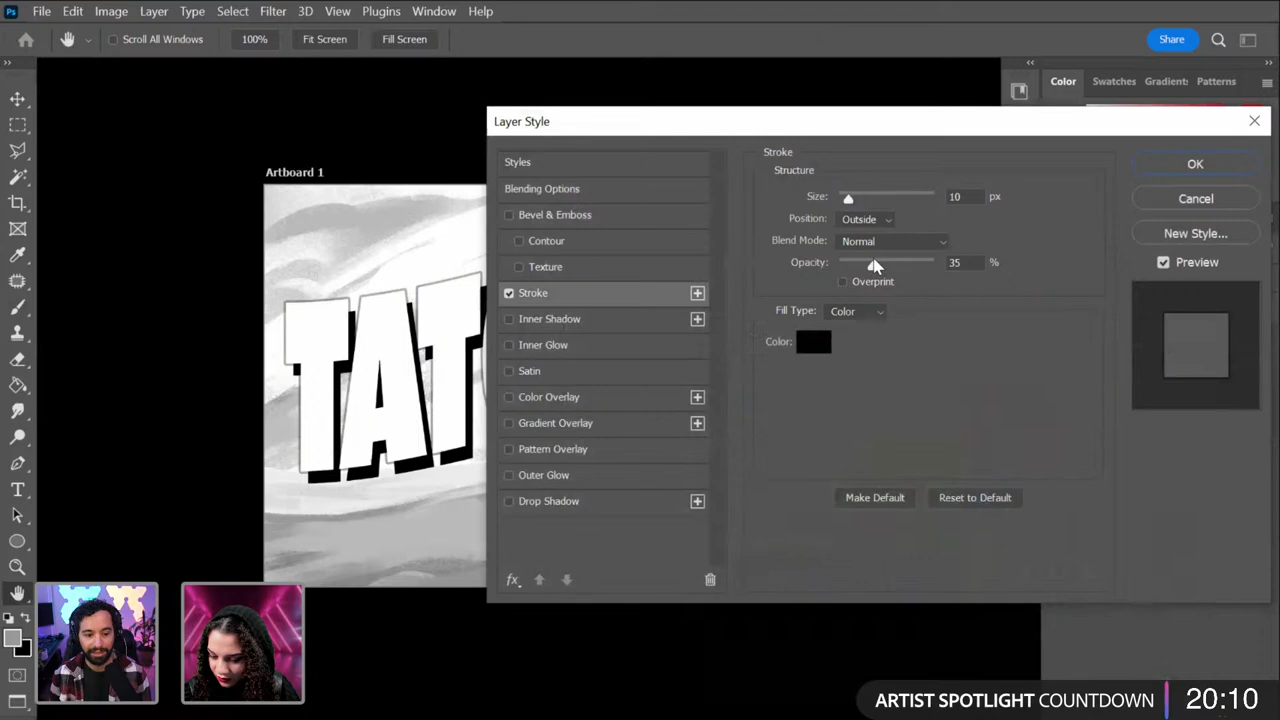 Ps File Edit Image Layer Type Select Filter 3D View Plugins Window Help
Scroll All Windows 100% Fit Screen Fill Screen Share
Color Swatches Gradient: Patterns
Layer Style
Artboard 1
TAT
Styles
Blending Options
Bevel & Emboss
Contour
Texture
Stroke
Inner Shadow
Inner Glow
Satin
Color Overlay
Gradient Overlay
Pattern Overlay
Outer Glow
Drop Shadow
fx
Stroke
Structure
Size: 10 px
Position: Outside
Blend Mode: Normal
Opacity: 35 %
Overprint
Fill Type: Color
Color:
Make Default Reset to Default
OK
Cancel
New Style...
Preview
ARTIST SPOTLIGHT COUNTDOWN 20:10